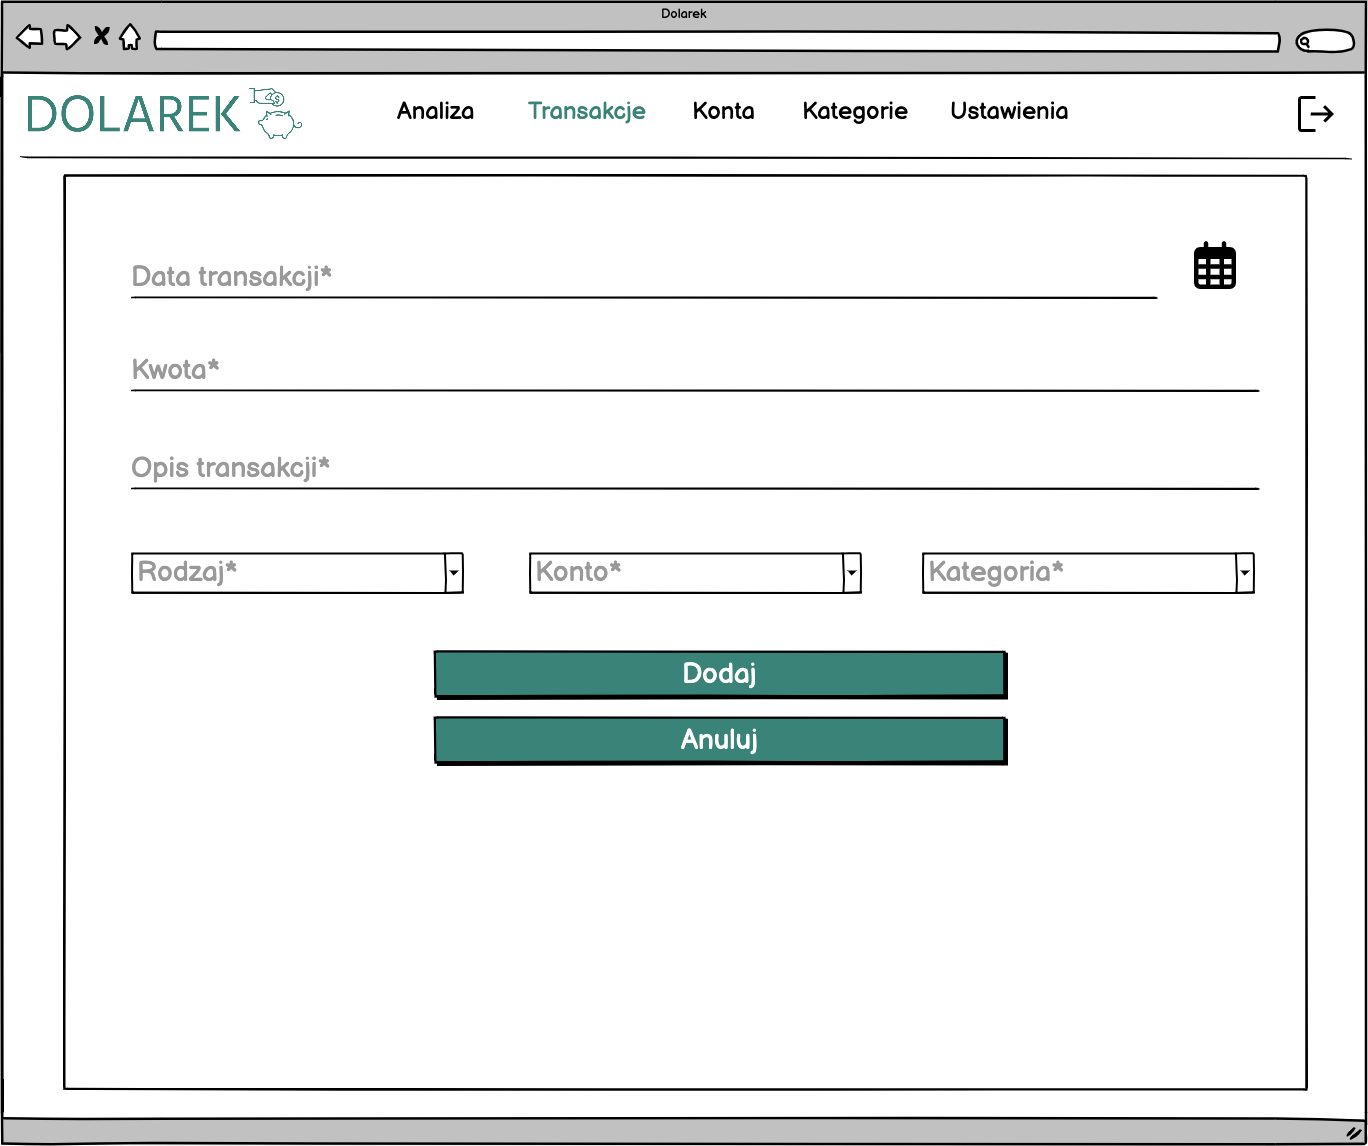 Dolarek
DOLAREK
Analiza Transakcje Konta Kategorie Ustawienia
Data transakcji*
Kwota*
Opis transakcji*
Rodzaj* Konto* Kategoria*
Dodaj
Anuluj